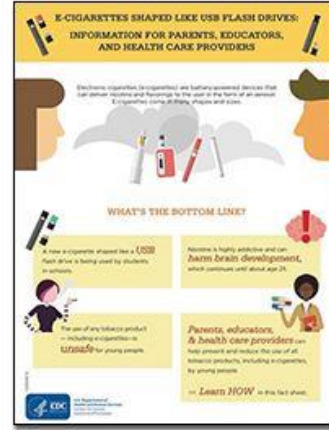 E-CIGARETTES SHAPED LIKE USB FLASH DRIVES:
INFORMATION FOR PARENTS, EDUCATORS,
AND HEALTH CARE PROVIDERS
Electronic cigarettes (e-cigarettes) are battery-powered devices that
can deliver nicotine and flavorings to the user in the form of an aerosol.
E-cigarettes come in many shapes and sizes.
WHAT'S THE BOTTOM LINE?
A new e-cigarette shaped like a USB
flash drive is being used by students
in schools.
Nicotine is highly addictive and can
harm brain development,
which continues until about age 25.
The use of any tobacco product
— including e-cigarettes—is
unsafe for young people.
Parents, educators,
& health care providers can
help prevent and reduce the use of all
tobacco products, including e-cigarettes,
by young people.
Learn HOW in this fact sheet.
CDC